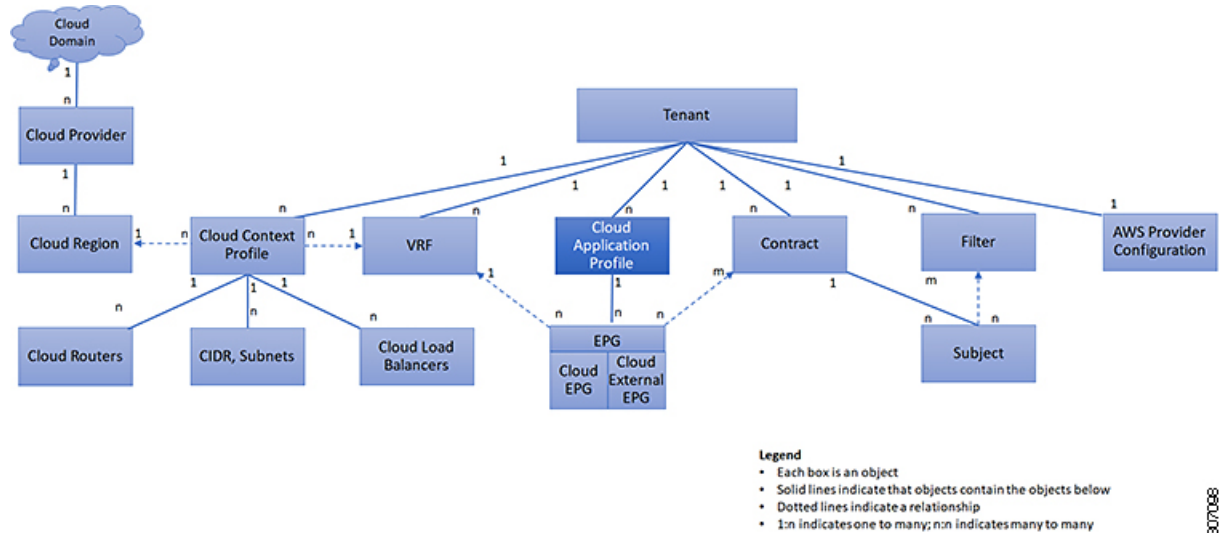 Cloud
Domain
1
n
Cloud Provider
Tenant
1
n
1
1
1
1
1
1
n
n
n
n
n
1
Cloud Region
1
n
Cloud Context
Profile
n
1
VRF
Cloud
Application
Profile
Contract
Filter
AWS Provider
Configuration
1
1
1
1
1
m
1
m
n
n
n
n
n
n
n
n
Cloud Routers
CIDR, Subnets
Cloud Load
Balancers
EPG
Cloud
EPG
Cloud
External
EPG
Subject
Legend
• Each box is an object
• Solid lines indicate that objects contain the objects below
• Dotted lines indicate a relationship
• 1:n indicates one to many; n:n indicates many to many
307098